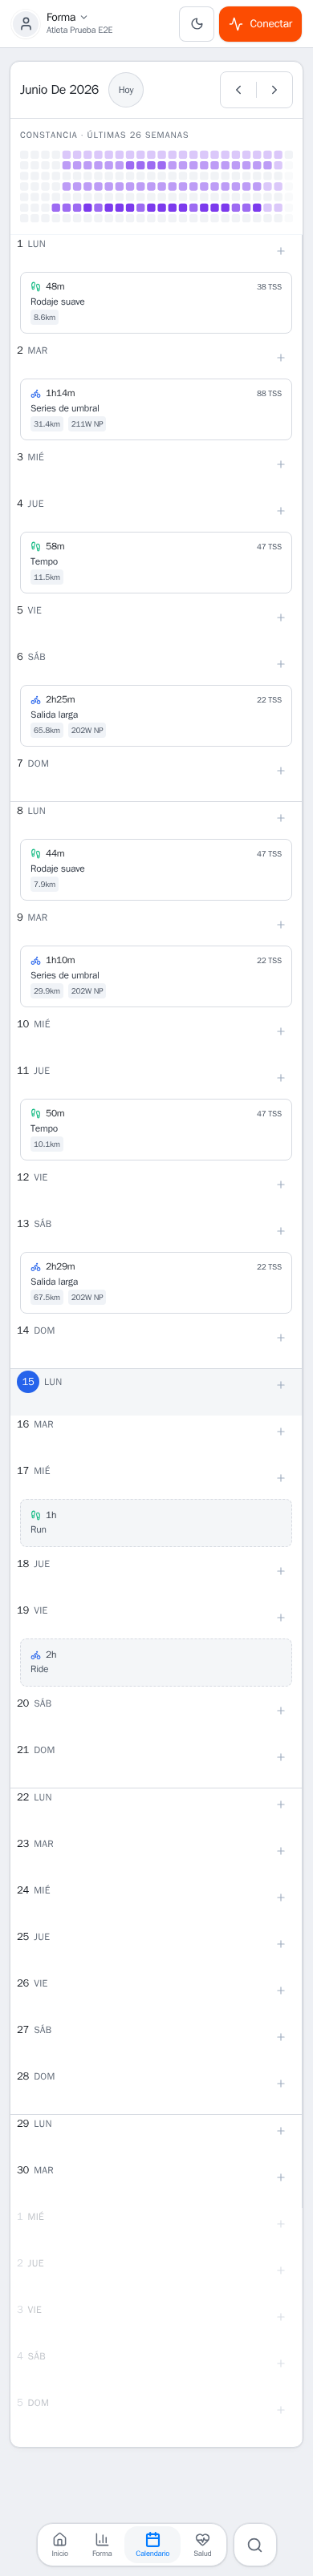 Forma
Atleta Prueba E2E
Conectar
Junio De 2026
Hoy
CONSTANCIA · ÚLTIMAS 26 SEMANAS
1 LUN
48m
38 TSS
Rodaje suave
8.6km
2 MAR
1h14m
88 TSS
Series de umbral
31.4km 211W NP
3 MIÉ
4 JUE
58m
47 TSS
Tempo
11.5km
5 VIE
6 SÁB
2h25m
22 TSS
Salida larga
65.8km 202W NP
7 DOM
8 LUN
44m
47 TSS
Rodaje suave
7.9km
9 MAR
1h10m
22 TSS
Series de umbral
29.9km 202W NP
10 MIÉ
11 JUE
50m
47 TSS
Tempo
10.1km
12 VIE
13 SÁB
2h29m
22 TSS
Salida larga
67.5km 202W NP
14 DOM
15 LUN
16 MAR
17 MIÉ
1h
Run
18 JUE
19 VIE
2h
Ride
20 SÁB
21 DOM
22 LUN
23 MAR
24 MIÉ
25 JUE
26 VIE
27 SÁB
28 DOM
29 LUN
30 MAR
1 MIÉ
2 JUE
3 VIE
4 SÁB
5 DOM
Inicio
Forma
Calendario
Salud